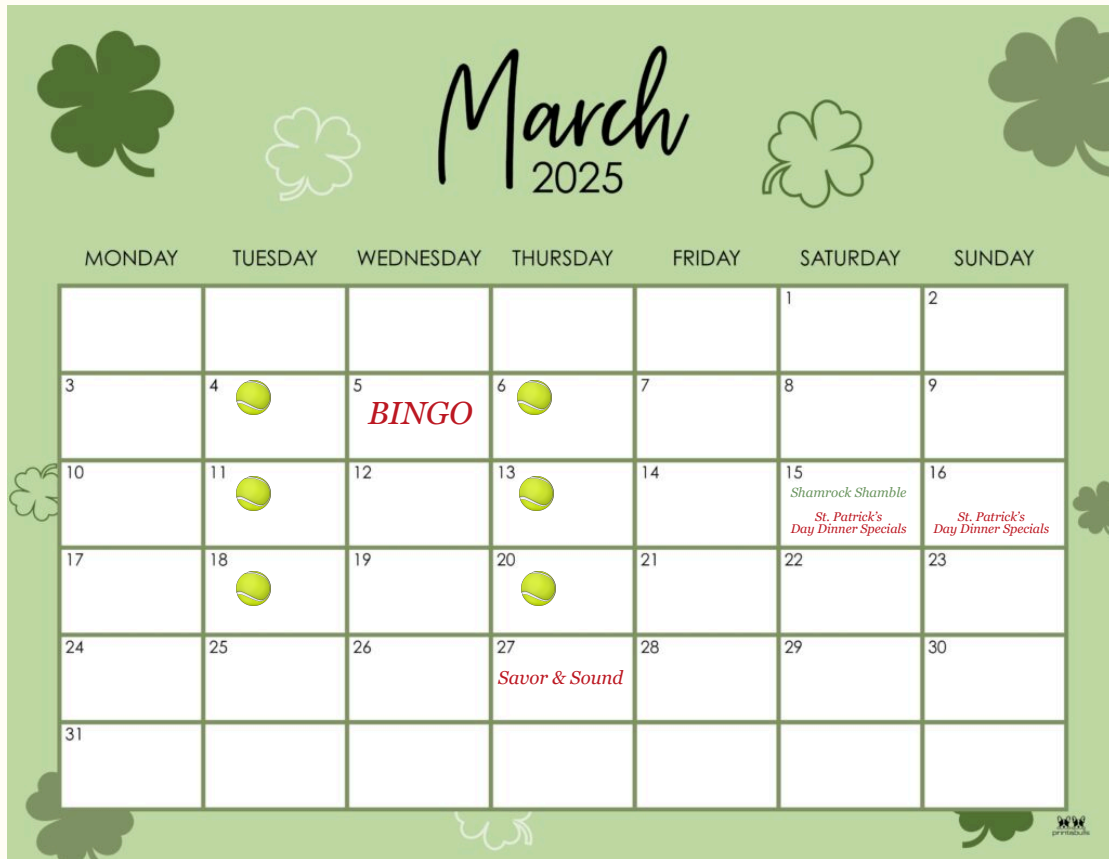 March
2025
MONDAY TUESDAY WEDNESDAY THURSDAY FRIDAY SATURDAY SUNDAY
1 2
3 4 5 6 7 8 9
BINGO
10 11 12 13 14 15 16
Shamrock Shamble
St. Patrick's
Day Dinner Specials
St. Patrick's
Day Dinner Specials
17 18 19 20 21 22 23
24 25 26 27 28 29 30
Savor & Sound
31
printabulls